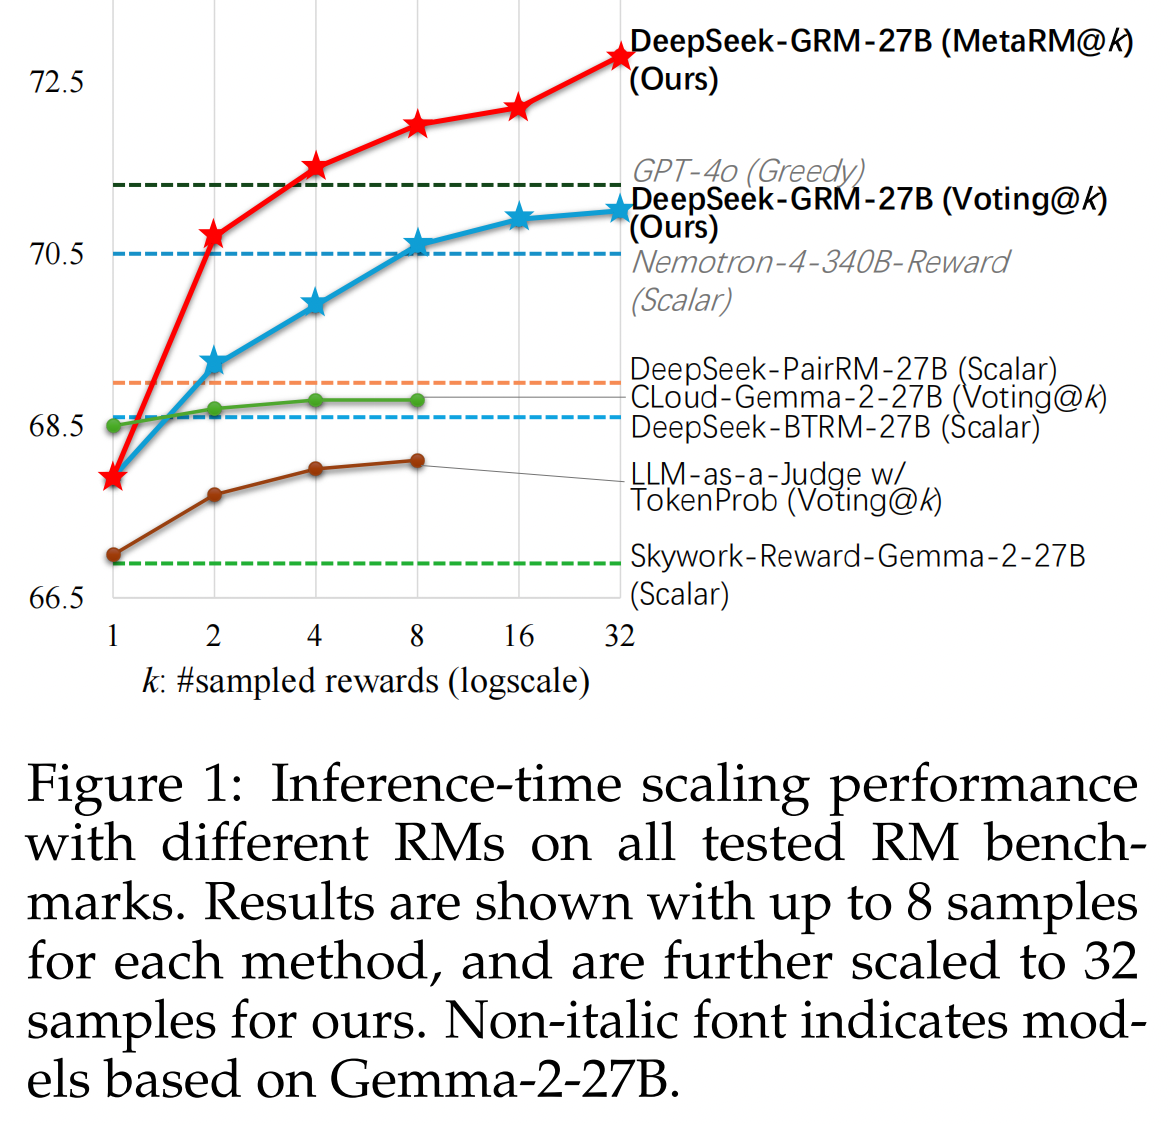 DeepSeek-GRM-27B (MetaRM@k)
(Ours)
72.5
GPT-4o (Greedy)
DeepSeek-GRM-27B (Voting@k)
(Ours)
70.5
Nemotron-4-340B-Reward
(Scalar)
DeepSeek-PairRM-27B (Scalar)
CLoud-Gemma-2-27B (Voting@k)
68.5
DeepSeek-BTRM-27B (Scalar)
LLM-as-a-Judge w/
TokenProb (Voting@k)
Skywork-Reward-Gemma-2-27B
(Scalar)
66.5
1 2 4 8 16 32
k: #sampled rewards (logscale)
Figure 1: Inference-time scaling performance
with different RMs on all tested RM bench-
marks. Results are shown with up to 8 samples
for each method, and are further scaled to 32
samples for ours. Non-italic font indicates mod-
els based on Gemma-2-27B.